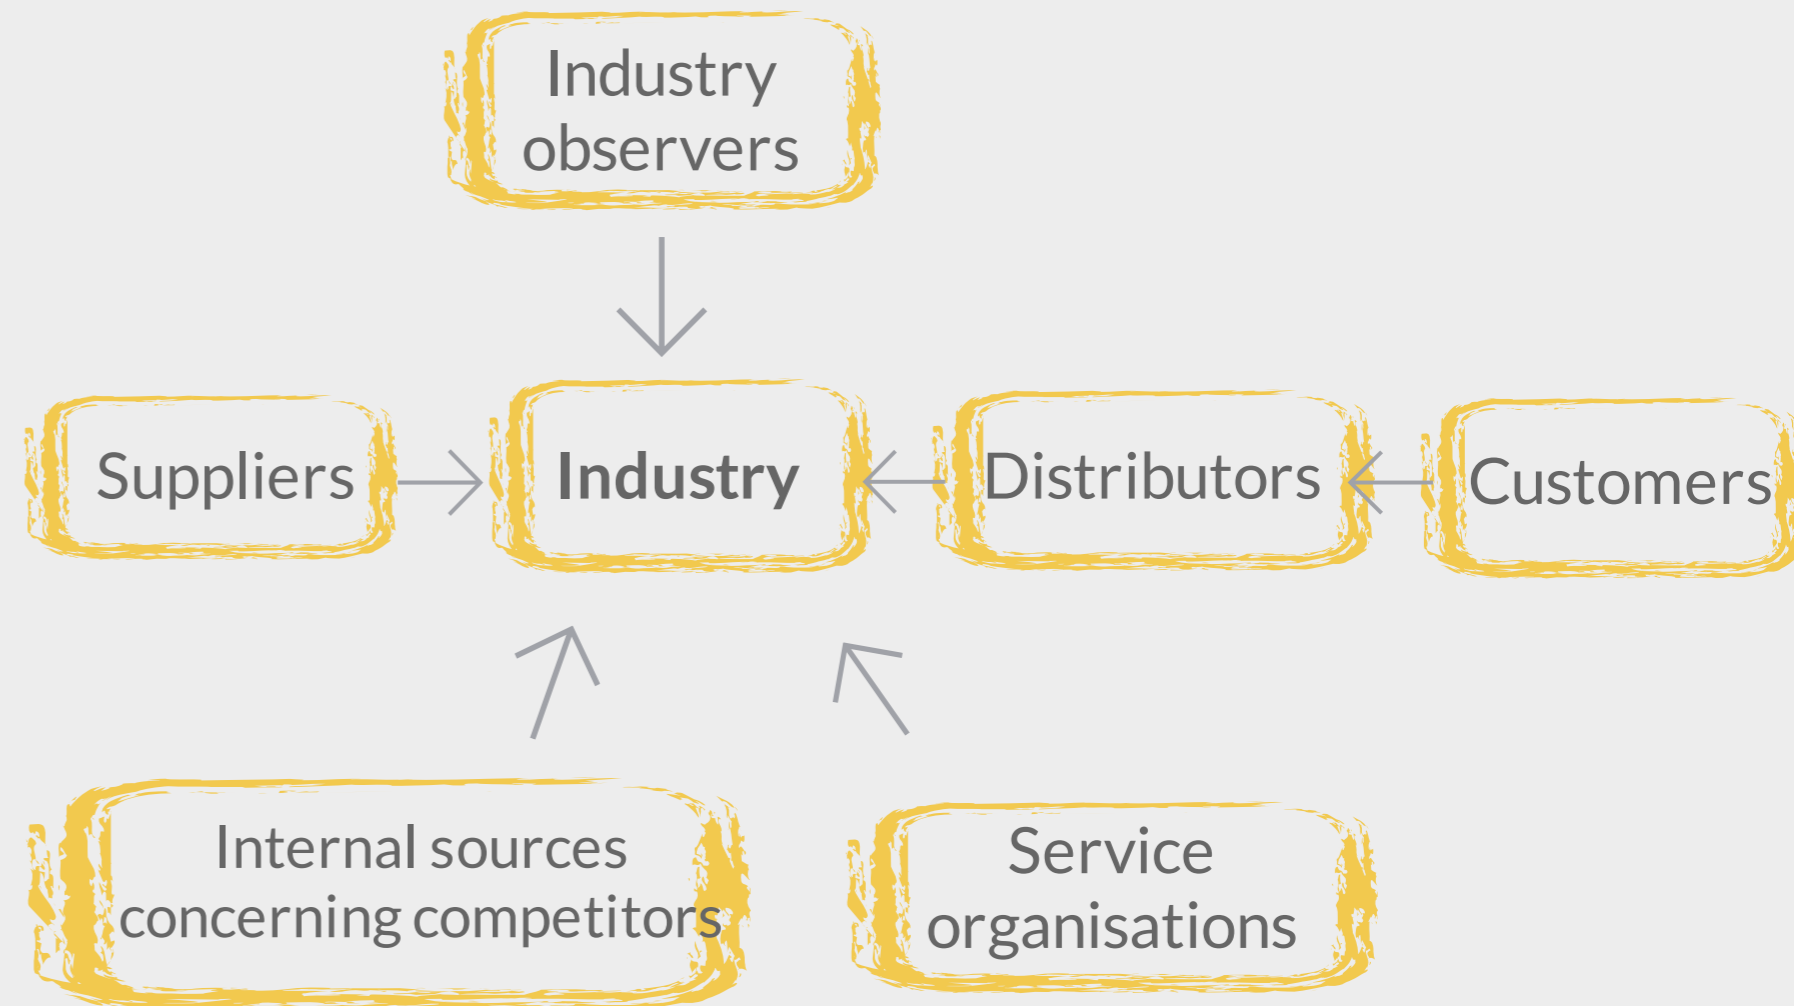 Industry
observers
Suppliers
Industry
Distributors
Customers
Internal sources
concerning competitors
Service
organisations